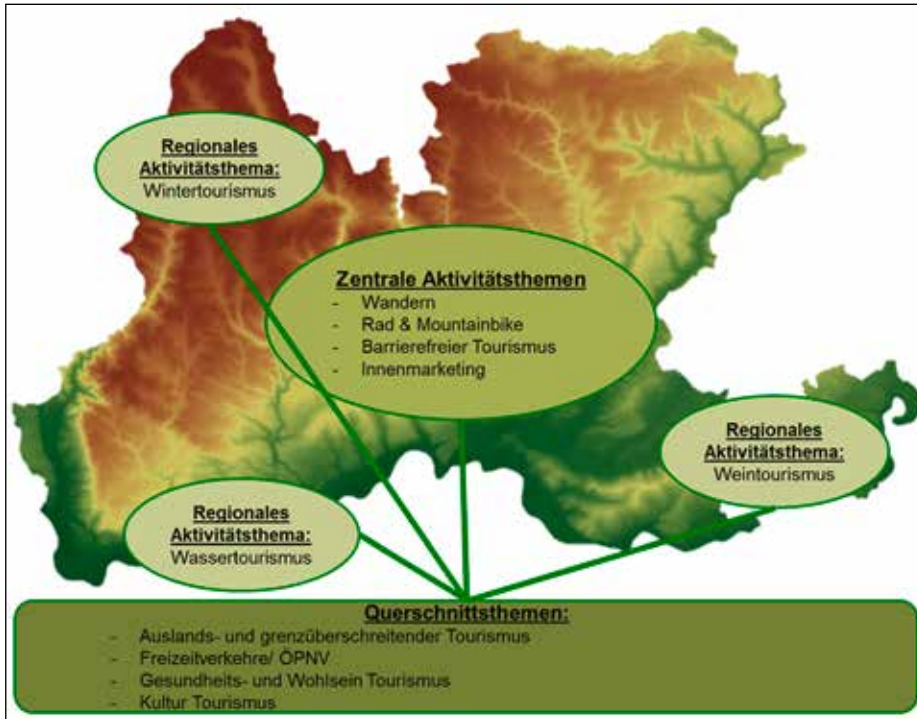 Regionales
Aktivitätsthema:
Wintertourismus
Zentrale Aktivitätsthemen
- Wandern
- Rad & Mountainbike
- Barrierefreier Tourismus
- Innenmarketing
Regionales
Aktivitätsthema:
Weintourismus
Regionales
Aktivitätsthema:
Wassertourismus
Querschnittsthemen:
- Auslands- und grenzüberschreitender Tourismus
- Freizeitverkehre/ ÖPNV
- Gesundheits- und Wohlsein Tourismus
- Kultur Tourismus